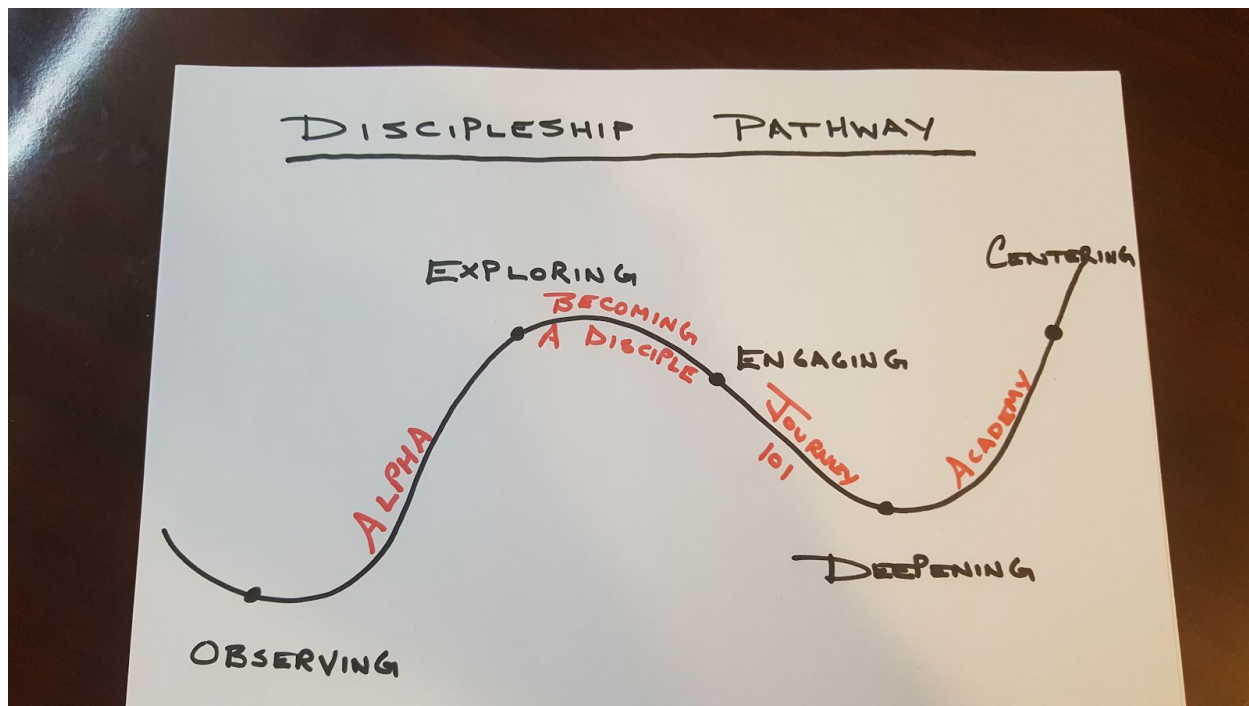 DISCIPLESHIP PATHWAY
CENTERING
EXPLORING
BECOMING
A DISCIPLE
ENGAGING
JOURNEY
101
ACADEMY
ALPHA
DEEPENING
OBSERVING